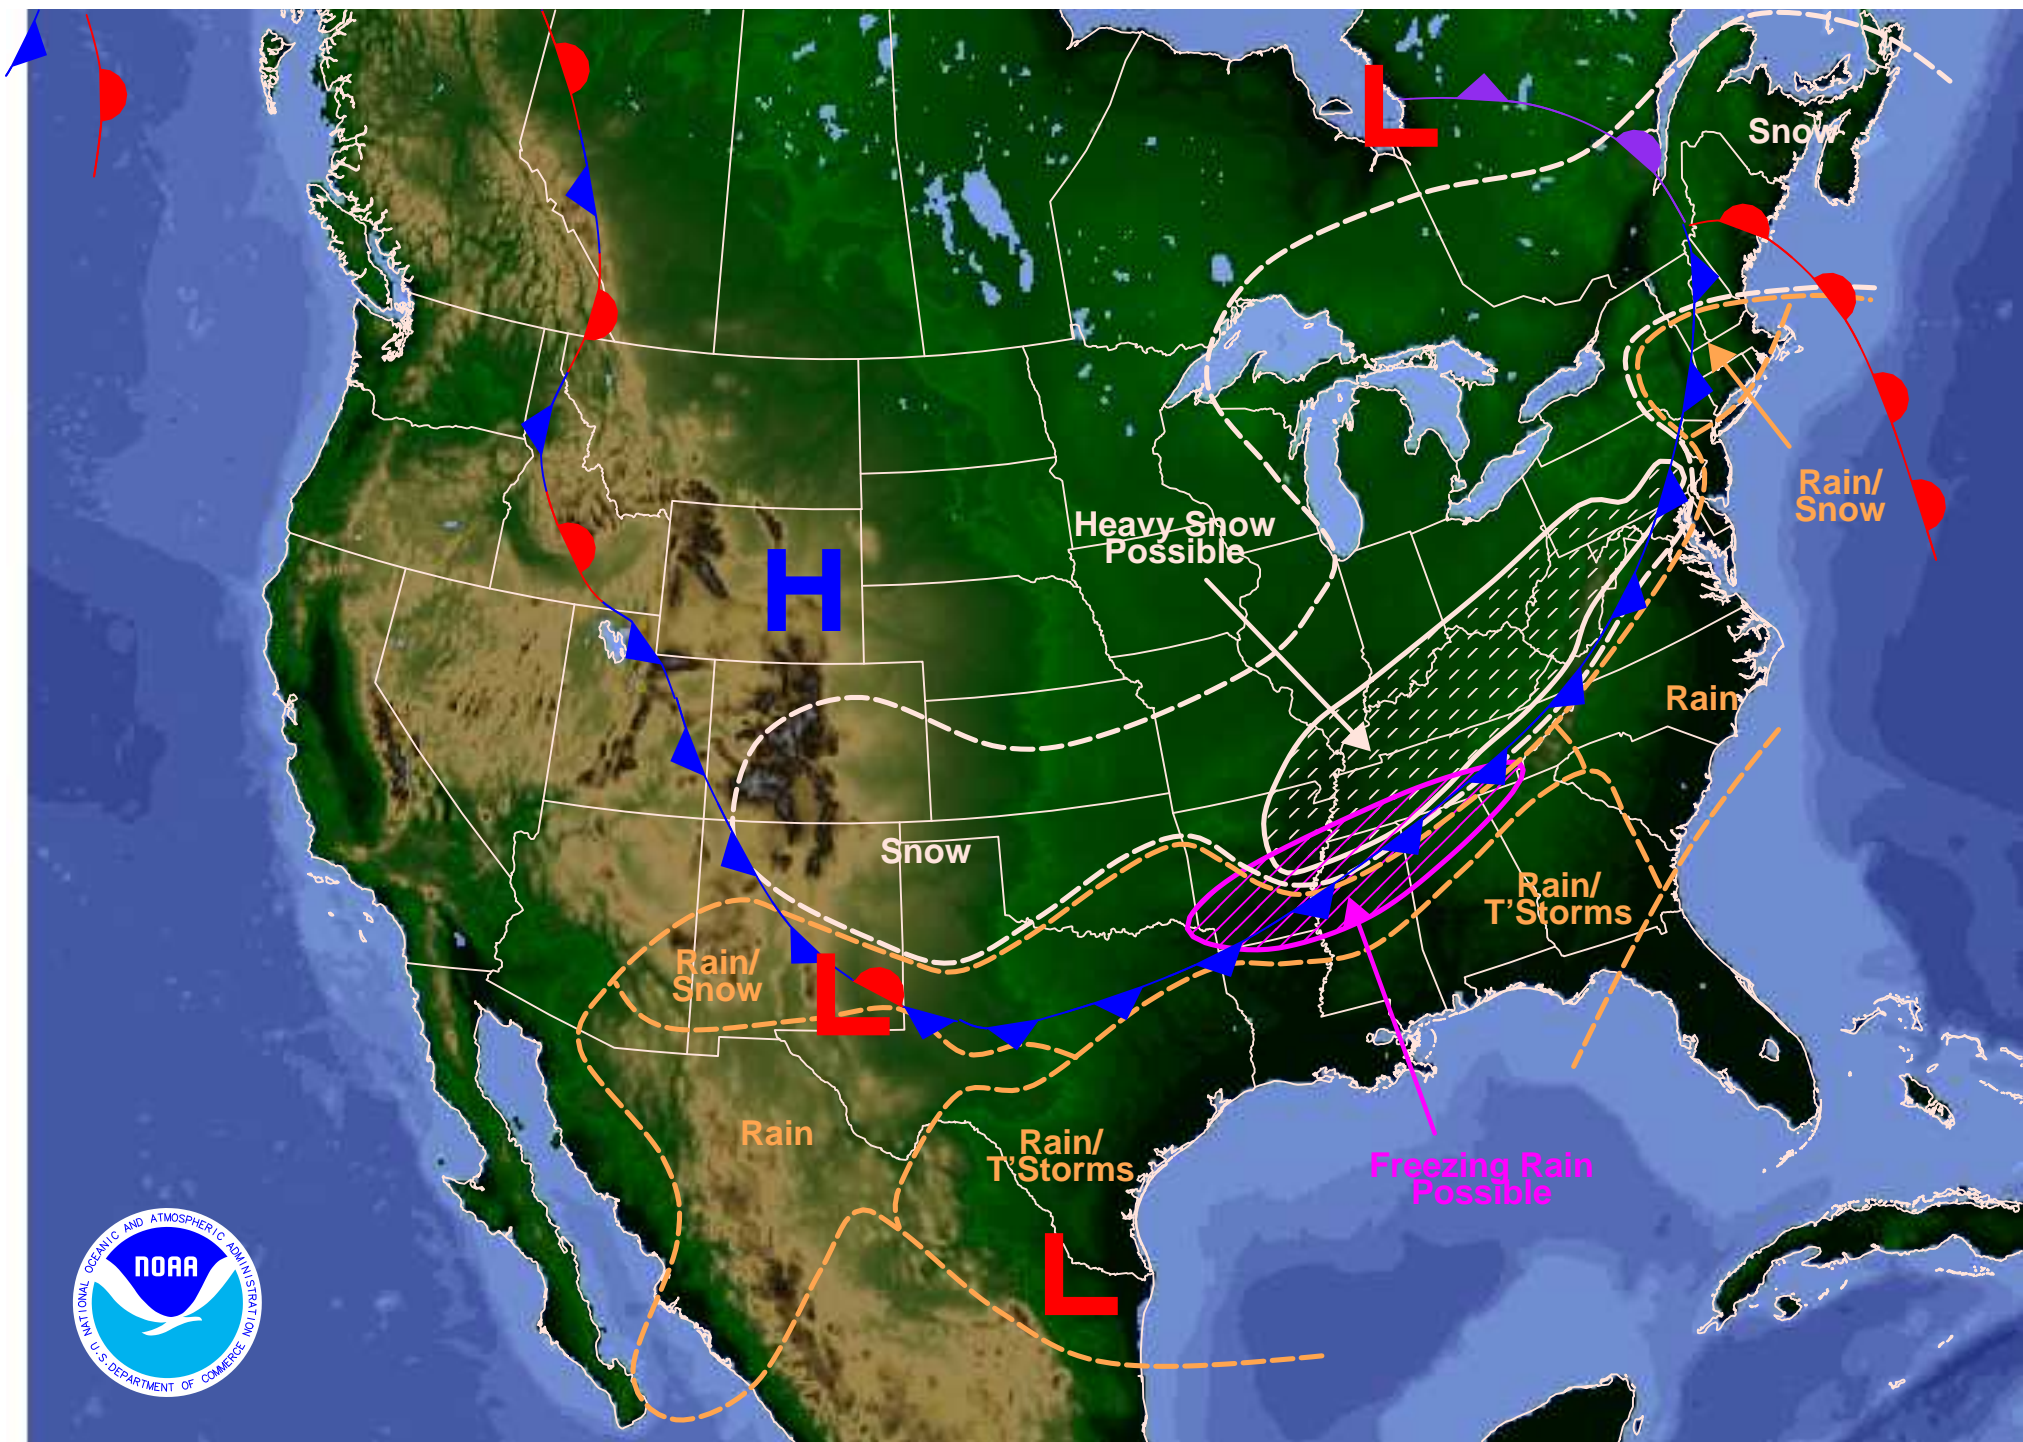 L
Snow
Rain/
Snow
Heavy Snow
Possible
H
Rain
Snow
Rain/
T'Storms
Rain/
Snow
L
Rain
Rain/
T'Storms
Freezing Rain
Possible
L
NATIONAL OCEANIC AND ATMOSPHERIC ADMINISTRATION
NOAA
U.S. DEPARTMENT OF COMMERCE